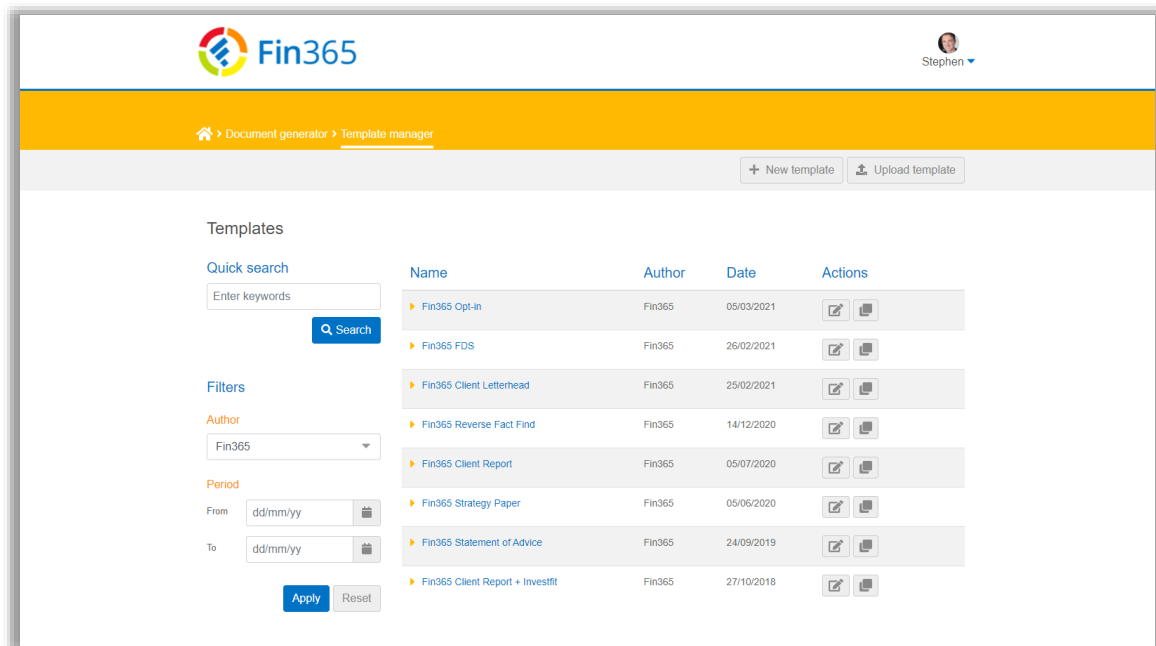 Fin365
Stephen
Document generator > Template manager
New template
Upload template
Templates
Quick search
Enter keywords
Search
Filters
Author
Fin365
Period
From dd/mm/yy
To dd/mm/yy
Apply Reset
Name Author Date Actions
Fin365 Opt-in Fin365 05/03/2021
Fin365 FDS Fin365 26/02/2021
Fin365 Client Letterhead Fin365 25/02/2021
Fin365 Reverse Fact Find Fin365 14/12/2020
Fin365 Client Report Fin365 05/07/2020
Fin365 Strategy Paper Fin365 05/06/2020
Fin365 Statement of Advice Fin365 24/09/2019
Fin365 Client Report + Investfit Fin365 27/10/2018